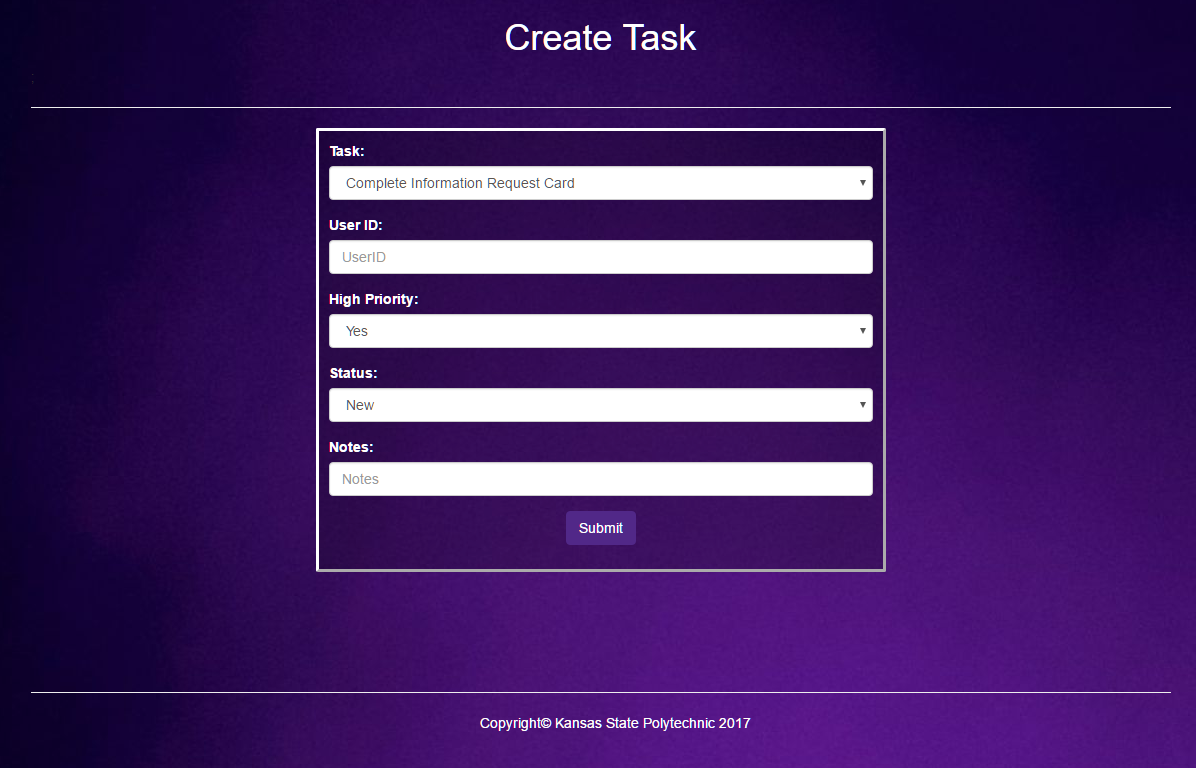 Create Task
Task:
Complete Information Request Card
User ID:
UserID
High Priority:
Yes
Status:
New
Notes:
Notes
Submit
Copyright© Kansas State Polytechnic 2017